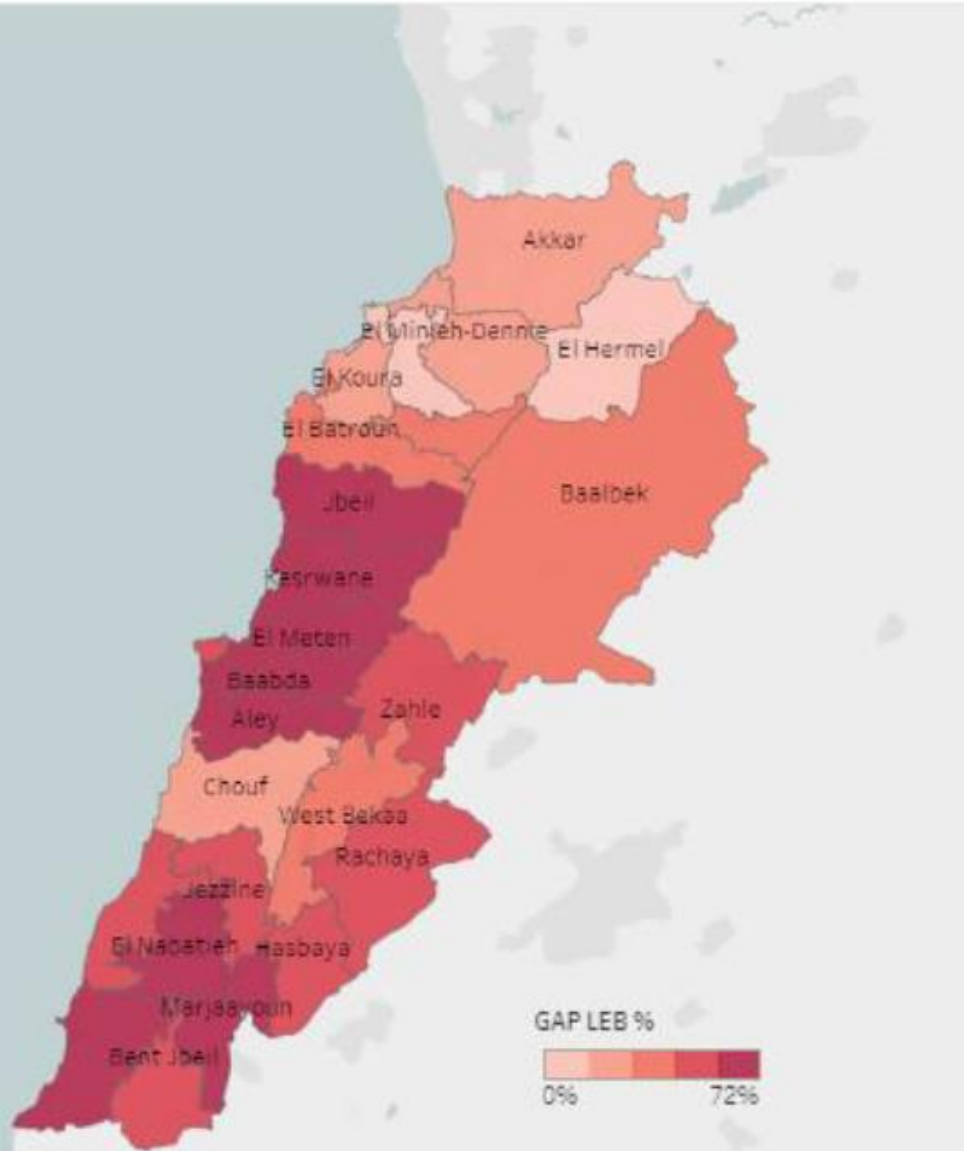 Akkar
El Minieh-Dennie
El Hermel
El Koura
El Batroun
Baalbek
Jbeil
Kesrwane
El Meten
Baabda
Zahle
Aley
Chouf
West Bekaa
Rachaya
Jezzine
El Nabatieh
Hasbaya
Marjaayoun
Bent Jbeil
GAP LEB %
0%
72%